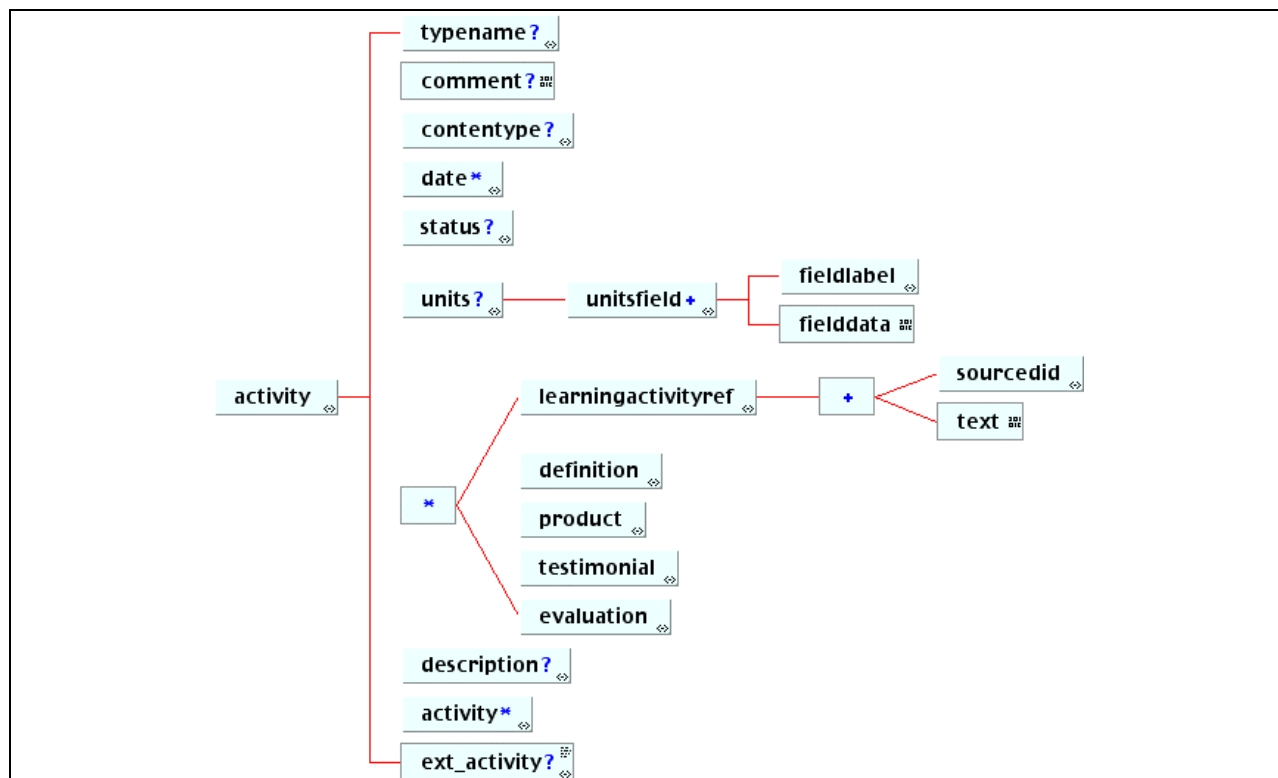 typename?
comment?
contentype?
date*
status?
units?
unitsfield+
fieldlabel
fielddata
activity
*
learningactivityref
+
sourcedid
text
definition
product
testimonial
evaluation
description?
activity*
ext_activity?